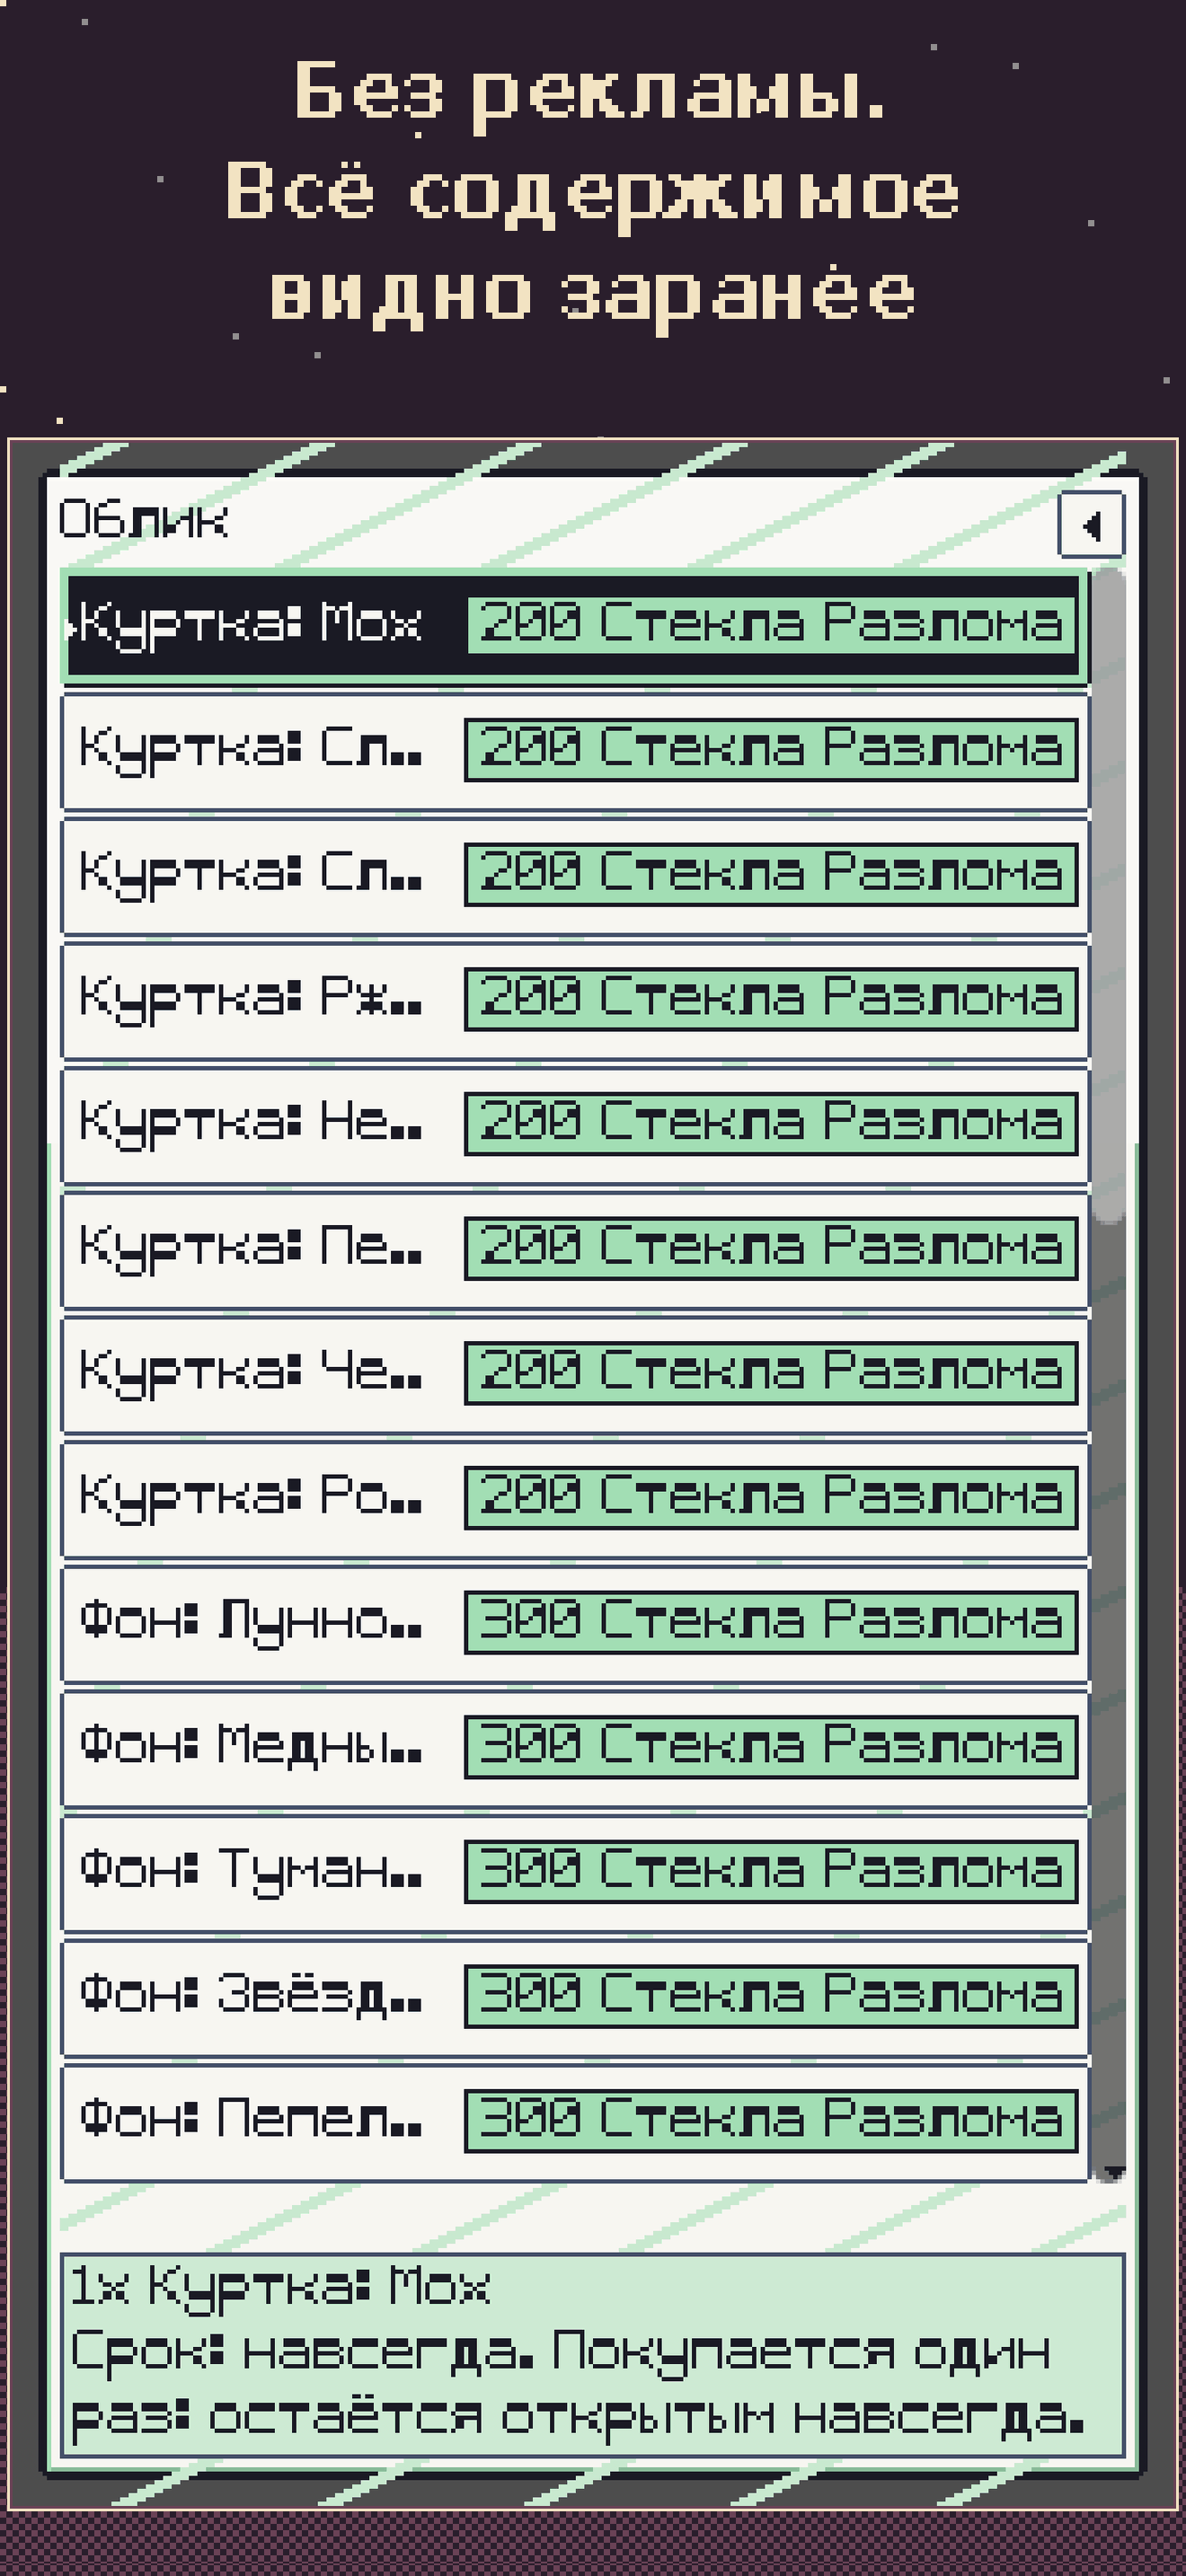 Без рекламы.
Всё содержимое
видно заранее
Облик
Куртка: Мох 200 Стекла Разлома
Куртка: Сл.. 200 Стекла Разлома
Куртка: Сл.. 200 Стекла Разлома
Куртка: Рж.. 200 Стекла Разлома
Куртка: Не.. 200 Стекла Разлома
Куртка: Пе.. 200 Стекла Разлома
Куртка: Че.. 200 Стекла Разлома
Куртка: Ро.. 200 Стекла Разлома
Фон: Лунно.. 300 Стекла Разлома
Фон: Медны.. 300 Стекла Разлома
Фон: Туман.. 300 Стекла Разлома
Фон: Звёзд.. 300 Стекла Разлома
Фон: Пепел.. 300 Стекла Разлома
1x Куртка: Мох
Срок: навсегда. Покупается один
раз: остаётся открытым навсегда.